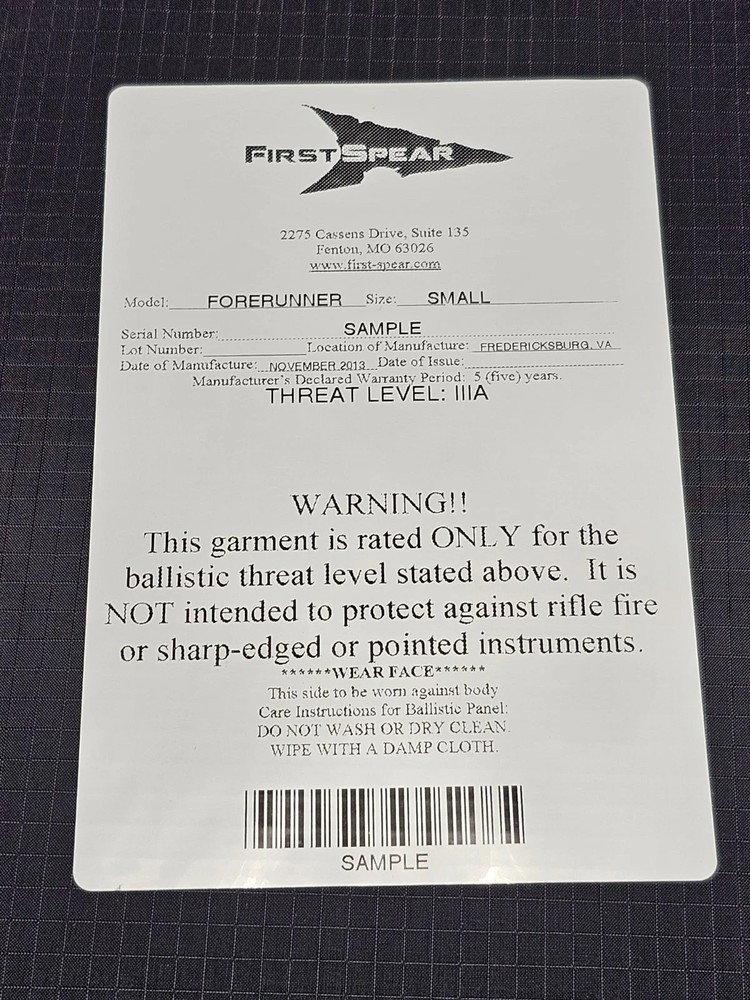 FIRSTSPEAR
2275 Cassens Drive, Suite 135
Fenton, MO 63026
www.first-spear.com
Model: FORERUNNER Size: SMALL
Serial Number: SAMPLE
Lot Number: Location of Manufacture: FREDERICKSBURG, VA
Date of Manufacture: NOVEMBER 2013 Date of Issue:
Manufacturer's Declared Warranty Period: 5 (five) years.
THREAT LEVEL: IIIA
WARNING!!
This garment is rated ONLY for the
ballistic threat level stated above. It is
NOT intended to protect against rifle fire
or sharp-edged or pointed instruments.
******WEAR FACE******
This side to be worn against body
Care Instructions for Ballistic Panel:
DO NOT WASH OR DRY CLEAN.
WIPE WITH A DAMP CLOTH.
SAMPLE